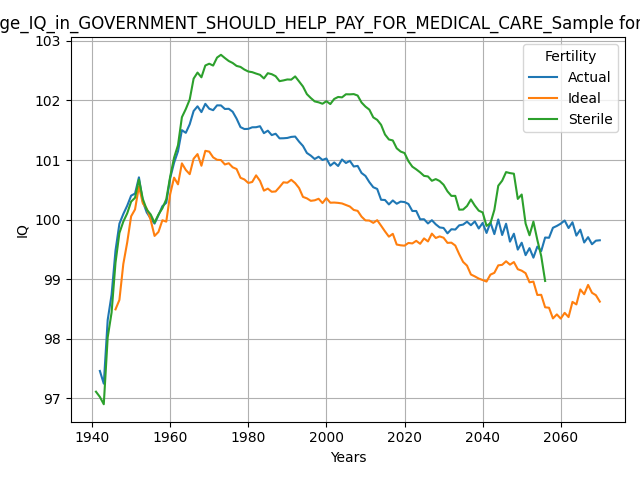 ge_IQ_in_GOVERNMENT_SHOULD_HELP_PAY_FOR_MEDICAL_CARE_Sample for
103
102
101
100
99
98
97
IQ
Fertility
Actual
Ideal
Sterile
1940
1960
1980
2000
2020
2040
2060
Years